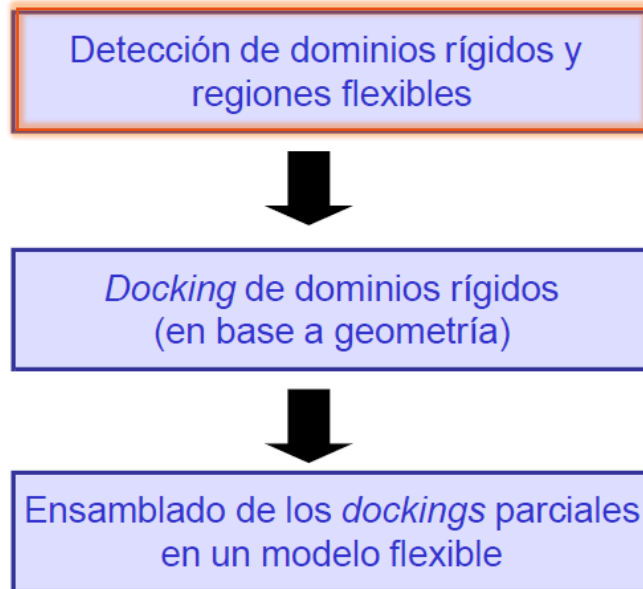 Detección de dominios rígidos y
regiones flexibles
Docking de dominios rígidos
(en base a geometría)
Ensamblado de los dockings parciales
en un modelo flexible